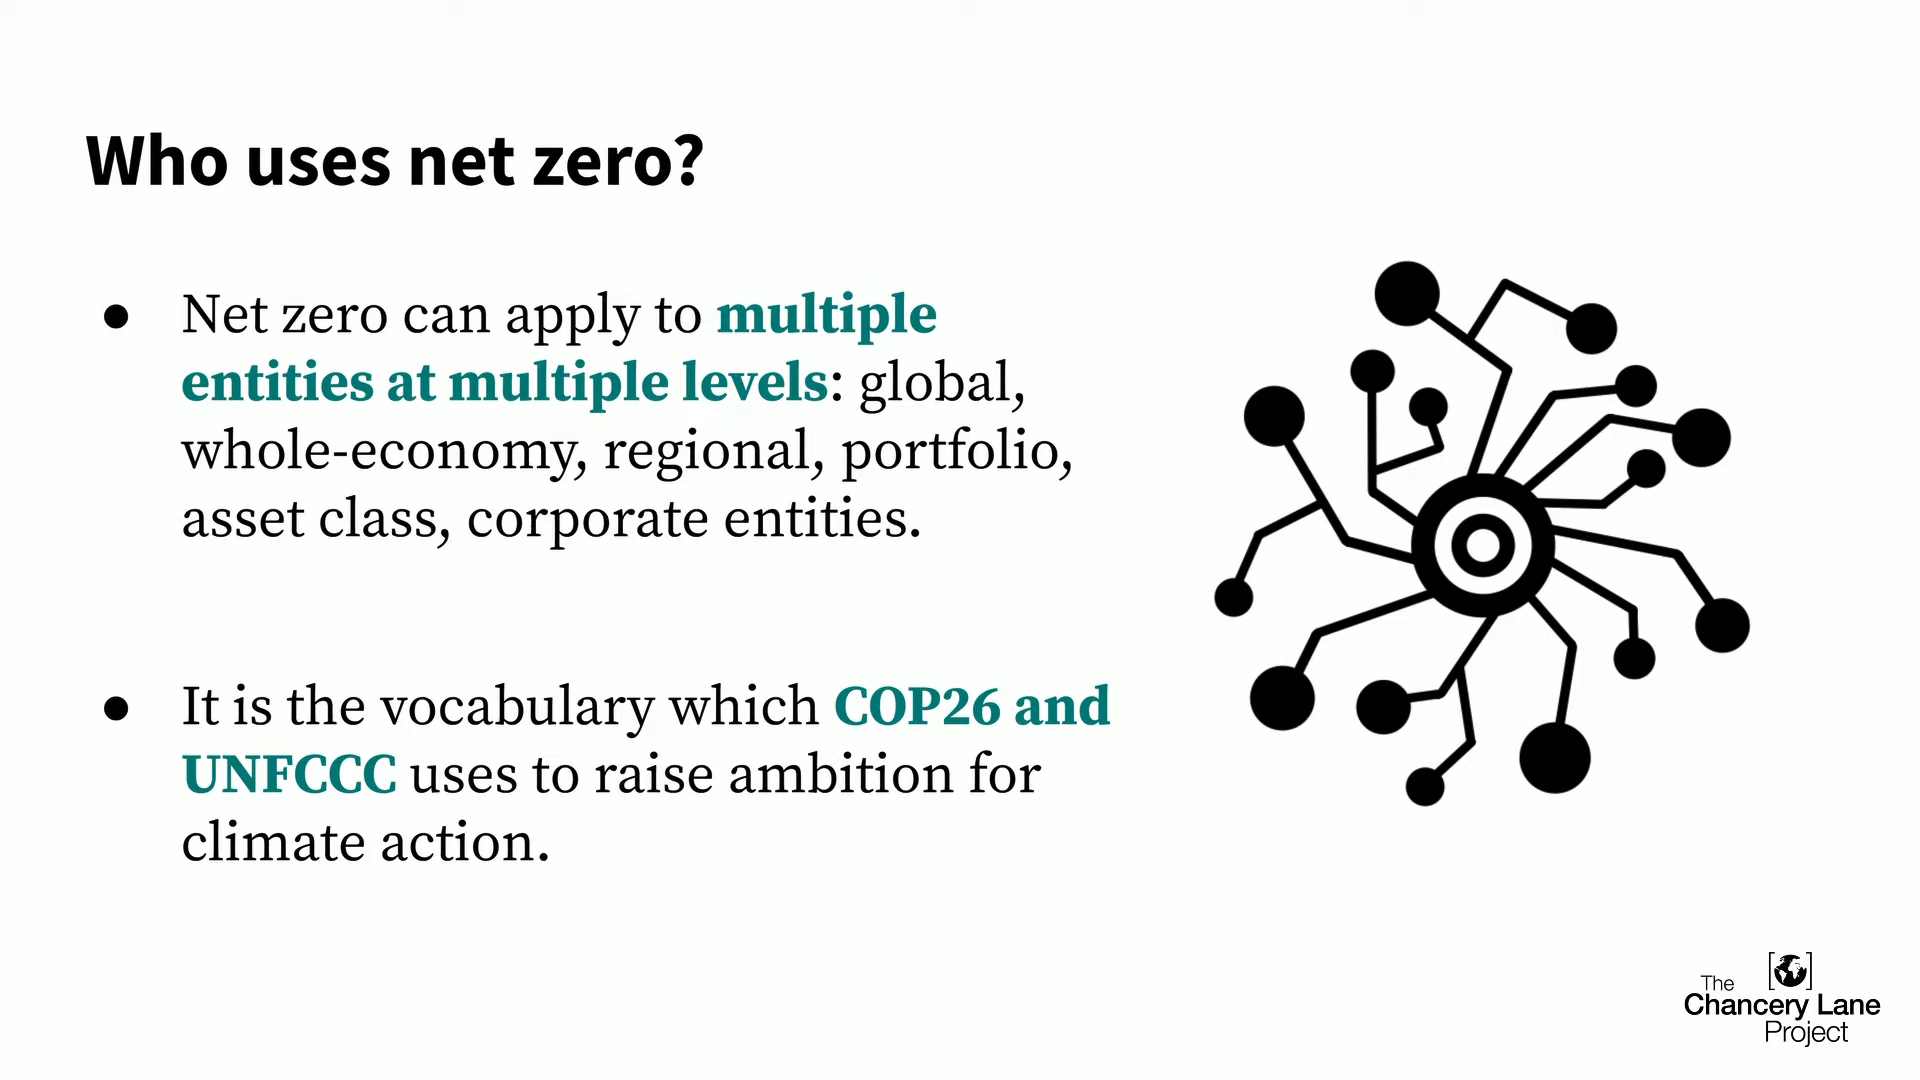 Who uses net zero?
● Net zero can apply to multiple
entities at multiple levels: global,
whole-economy, regional, portfolio,
asset class, corporate entities.
● It is the vocabulary which COP26 and
UNFCCC uses to raise ambition for
climate action.
The
Chancery Lane
Project